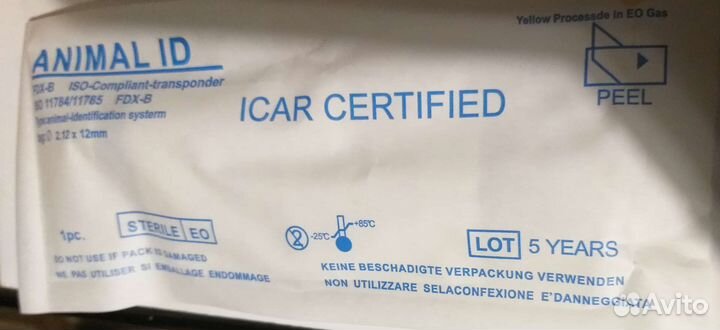 Yellow Processde in EO Gas
ANIMAL ID
FDX-B ISO-Compliant-transponder
ISO 11784/11785 FDX-B
animal-identification systerm
2.12 x 12mm
ICAR CERTIFIED
PEEL
1pc.
STERILE EO
2
-25°C
+85°C
LOT 5 YEARS
DO NOT USE IF PACK IS DAMAGED
NE PAS UTILISER SI EMBALLAGE ENDOMMAGE
KEINE BESCHADIGTE VERPACKUNG VERWENDEN
NON UTILIZZARE SELACONFEXIONE E'DANNEGGIATA
Avito